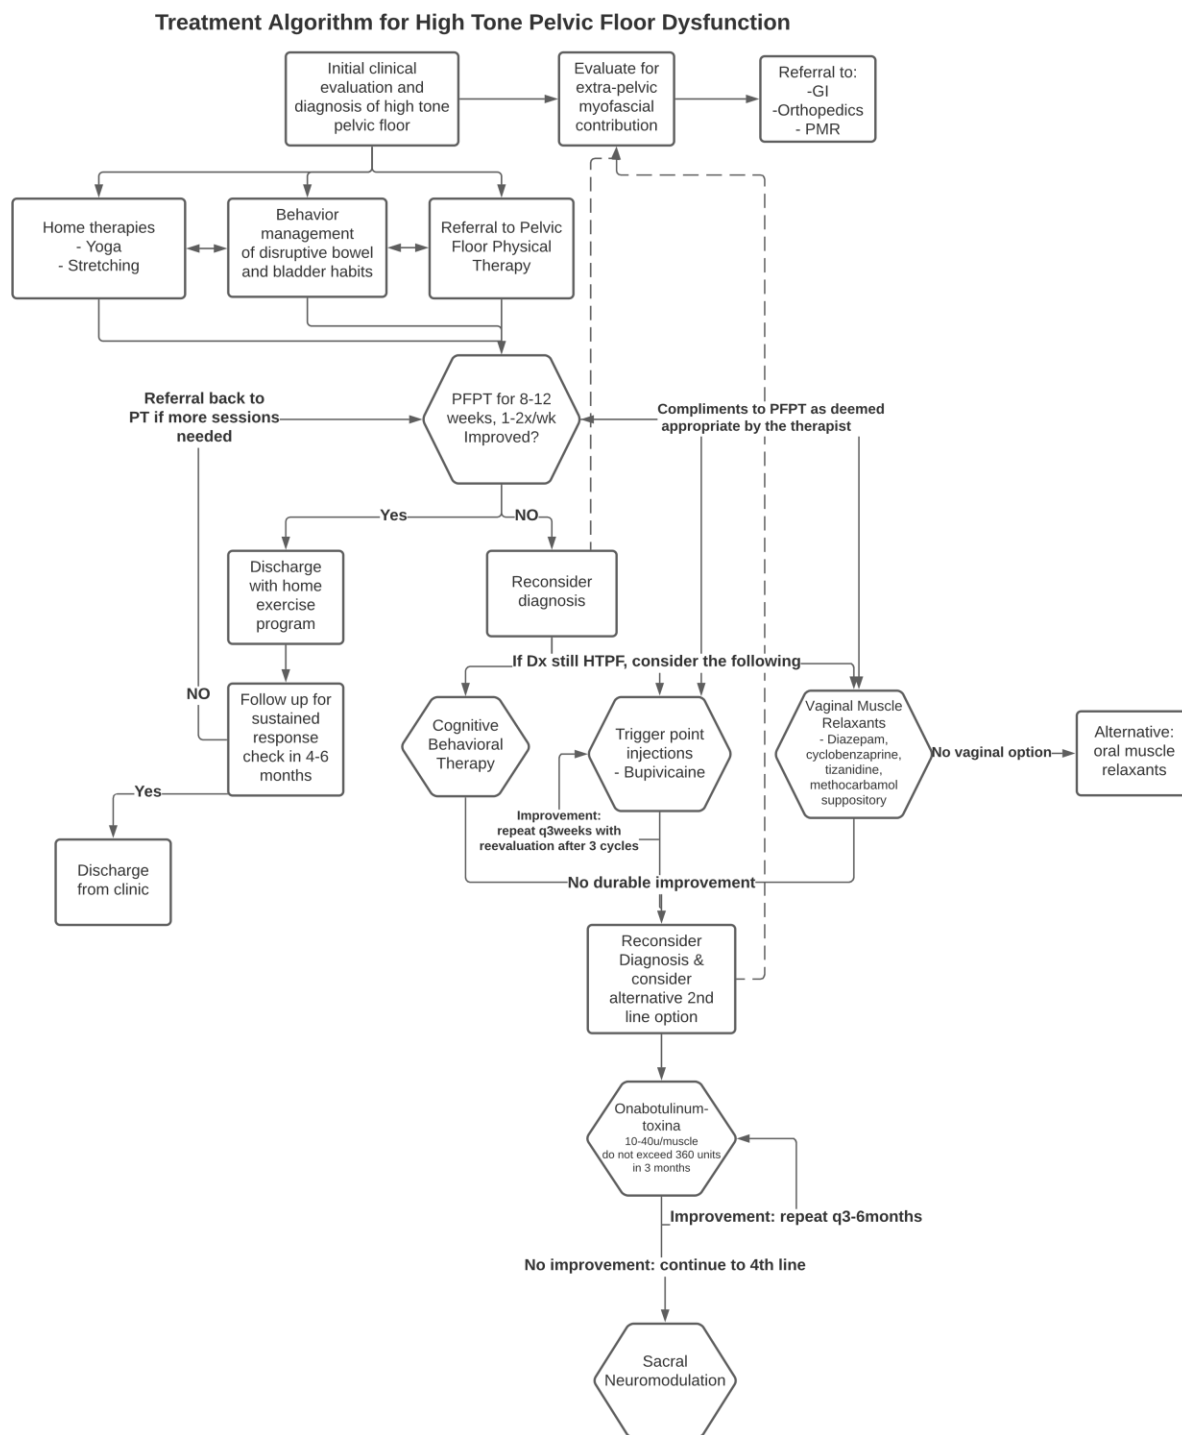 Treatment Algorithm for High Tone Pelvic Floor Dysfunction
Initial clinical
evaluation and
diagnosis of high tone
pelvic floor
Evaluate for
extra-pelvic
myofascial
contribution
Referral to:
-GI
-Orthopedics
- PMR
Home therapies
- Yoga
- Stretching
Behavior
management
of disruptive bowel
and bladder habits
Referral to Pelvic
Floor Physical
Therapy
Referral back to
PT if more sessions
needed
PFPT for 8-12
weeks, 1-2x/wk
Improved?
Compliments to PFPT as deemed
appropriate by the therapist
Yes
NO
Discharge
with home
exercise
program
Reconsider
diagnosis
If Dx still HTPF, consider the following
NO
Follow up for
sustained
response
check in 4-6
months
Cognitive
Behavioral
Therapy
Trigger point
injections
- Bupivicaine
Vaginal Muscle
Relaxants
- Diazepam,
cyclobenzaprine,
tizanidine,
methocarbamol
suppository
No vaginal option
Alternative:
oral muscle
relaxants
Yes
Improvement:
repeat q3weeks with
reevaluation after 3 cycles
Discharge
from clinic
No durable improvement
Reconsider
Diagnosis &
consider
alternative 2nd
line option
Onabotulinum-
toxina
10-40u/muscle
do not exceed 360 units
in 3 months
Improvement: repeat q3-6months
No improvement: continue to 4th line
Sacral
Neuromodulation